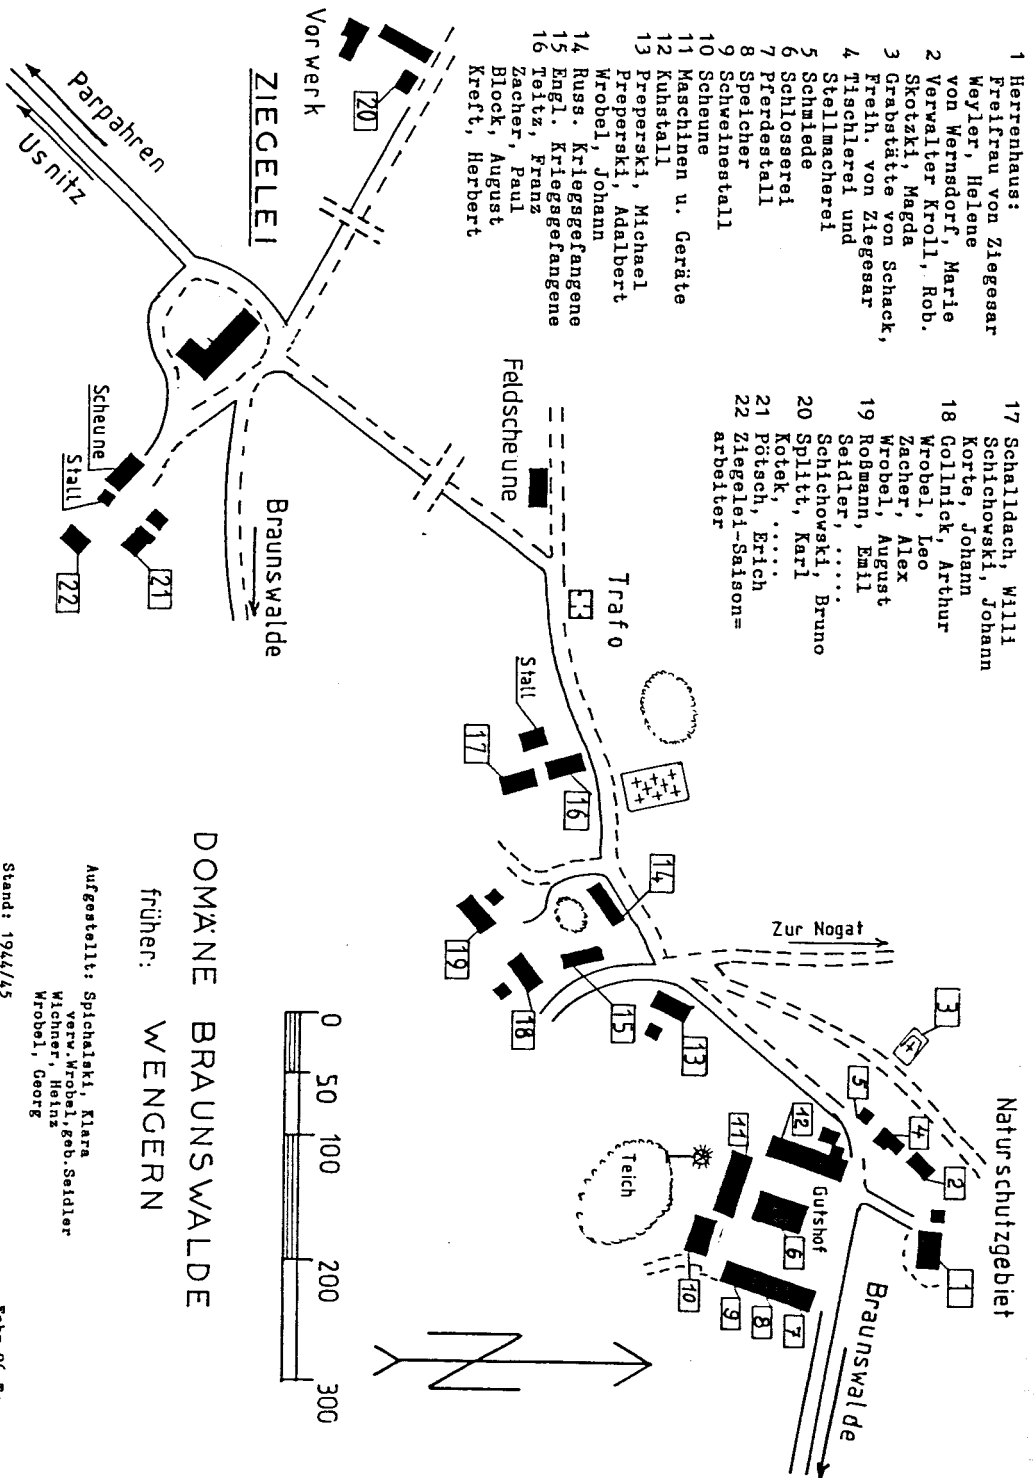 1 Herrenhaus:
Freifrau von Ziegesar
Weyler, Helene
von Wernsdorf, Marie
2 Verwalter Kroll, Rob.
Skotzki, Magda
3 Grabstätte von Schack,
Freih. von Ziegesar
4 Tischlerei und
Stellmacherei
5 Schmiede
6 Schlosserei
7 Pferdestall
8 Speicher
9 Schweinestall
10 Scheune
11 Maschinen u. Geräte
12 Kuhstall
13 Preperski, Michael
Preperski, Adalbert
Wrobel, Johann
14 Russ. Kriegsgefangene
15 Engl. Kriegsgefangene
16 Teitz, Franz
Zacher, Paul
Block, August
Kreft, Herbert
17 Schalldach, Willi
Schichowski, Johann
Korte, Johann
18 Gollnick, Arthur
Wrobel, Leo
Zacher, Alex
Wrobel, August
19 Roßmann, Emil
Seidler, .....
Schichowski, Bruno
20 Splitt, Karl
Kotek, .....
21 Pötsch, Erich
22 Ziegelei-Saison=
arbeiter
Vorwerk
20
ZIEGELEI
Parpahren
Usnitz
Scheune
Stall
22
21
Braunswalde
Feldscheune
Trafo
Stall
17
16
14
19
18
15
13
Zur Nogat
3
Naturschutzgebiet
5
4
2
1
12
11
Gutshof
6
Teich
10
9
8
7
Braunswalde
DOMÄNE BRAUNSWALDE
früher: WENGERN
0 50 100 200 300
N
Aufgestellt: Spichalski, Klara
verw.Wrobel,geb.Seidler
Wichner, Heinz
Wrobel, Georg
Stand: 1944/45